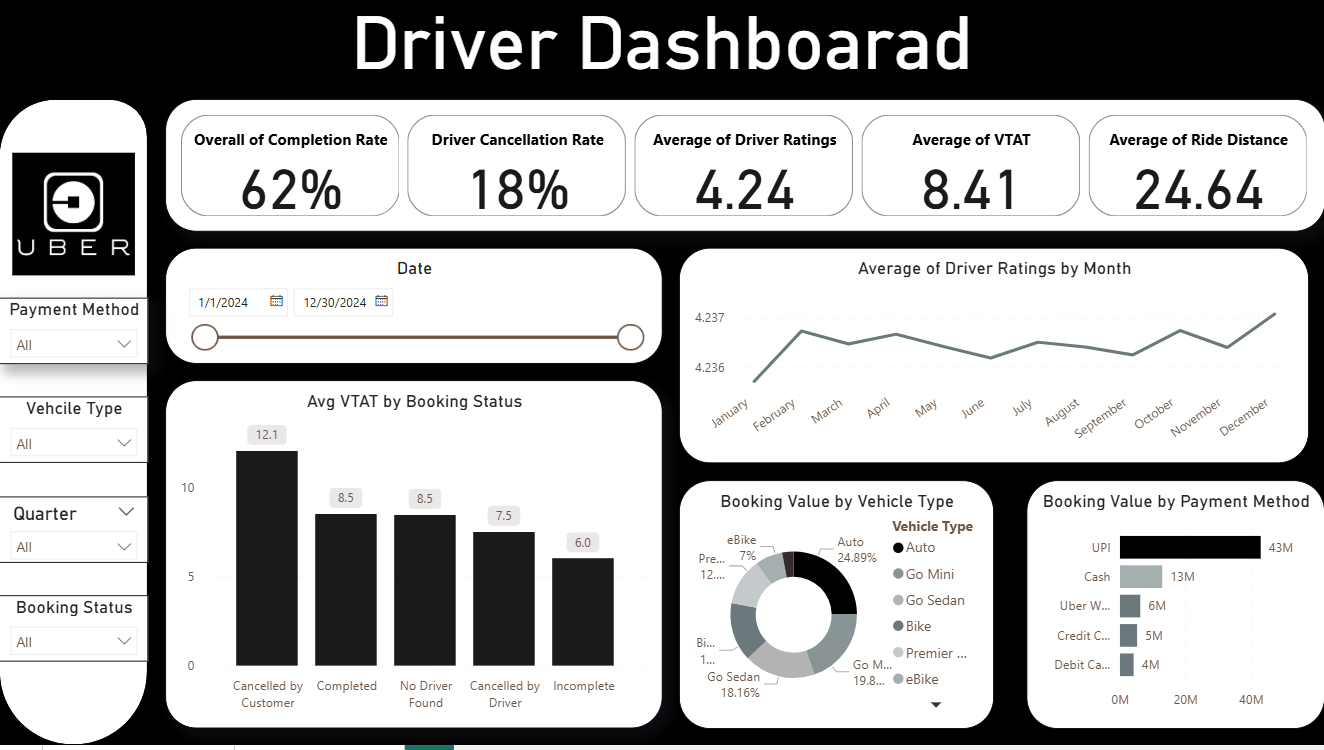 Driver Dashboarad
UBER
Payment Method
All
Vehcile Type
All
Quarter
All
Booking Status
All
Overall of Completion Rate
62%
Driver Cancellation Rate
18%
Average of Driver Ratings
4.24
Average of VTAT
8.41
Average of Ride Distance
24.64
Date
1/1/2024
12/30/2024
Average of Driver Ratings by Month
4.237
4.236
January
February
March
April
May
June
July
August
September
October
November
December
Avg VTAT by Booking Status
10
5
0
12.1
8.5
8.5
7.5
6.0
Cancelled by
Customer
Completed
No Driver
Found
Cancelled by
Driver
Incomplete
Booking Value by Vehicle Type
eBike
7%
Auto
24.89%
Pre...
12....
Bi...
1...
Go Sedan
18.16%
Go M...
19.8...
Vehicle Type
Auto
Go Mini
Go Sedan
Bike
Premier ...
eBike
Booking Value by Payment Method
UPI
43M
Cash
13M
Uber W...
6M
Credit C...
5M
Debit Ca...
4M
0M
20M
40M